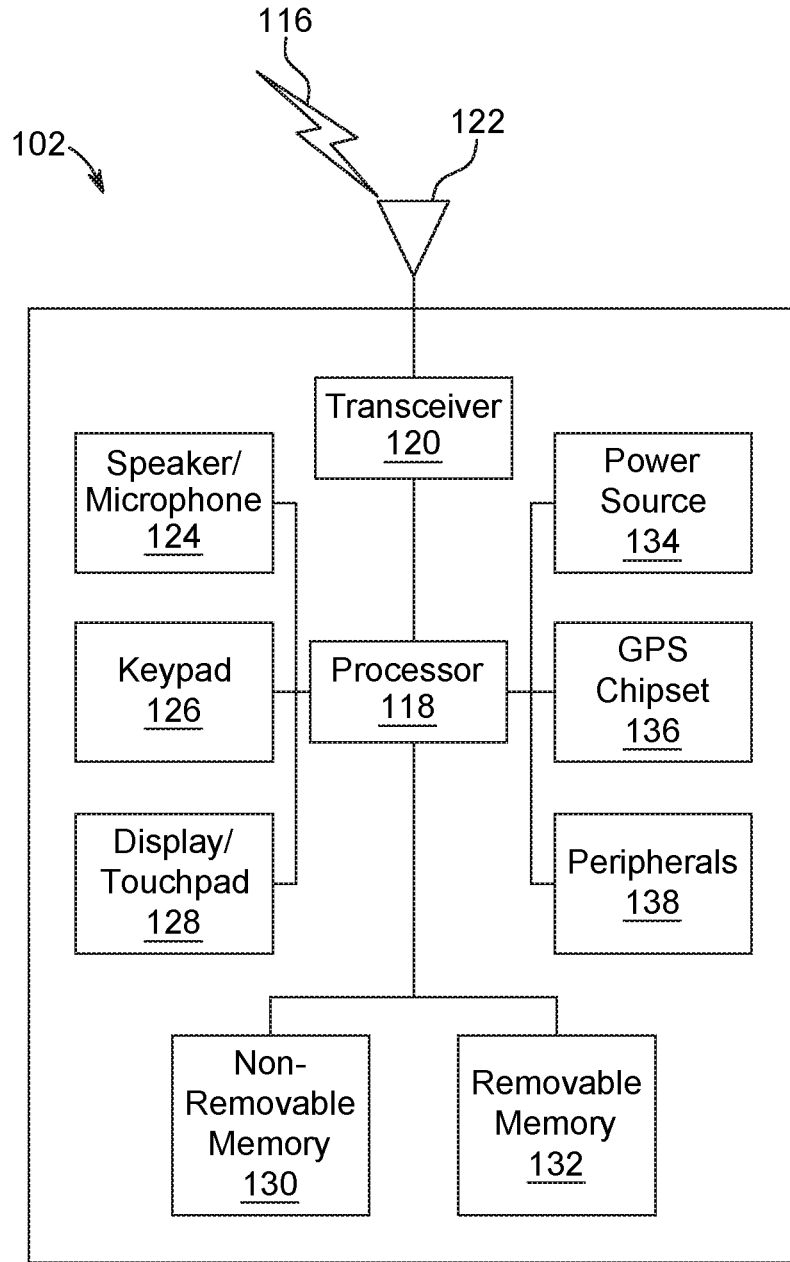 116
122
102
Transceiver
120
Speaker/
Microphone
124
Power
Source
134
Keypad
126
Processor
118
GPS
Chipset
136
Display/
Touchpad
128
Peripherals
138
Non-
Removable
Memory
130
Removable
Memory
132